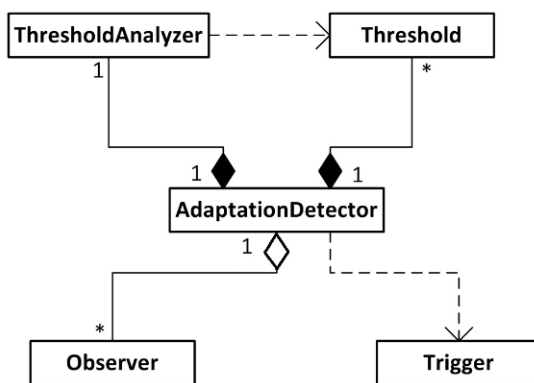 ThresholdAnalyzer
Threshold
1
*
1
1
AdaptationDetector
1
*
Observer
Trigger